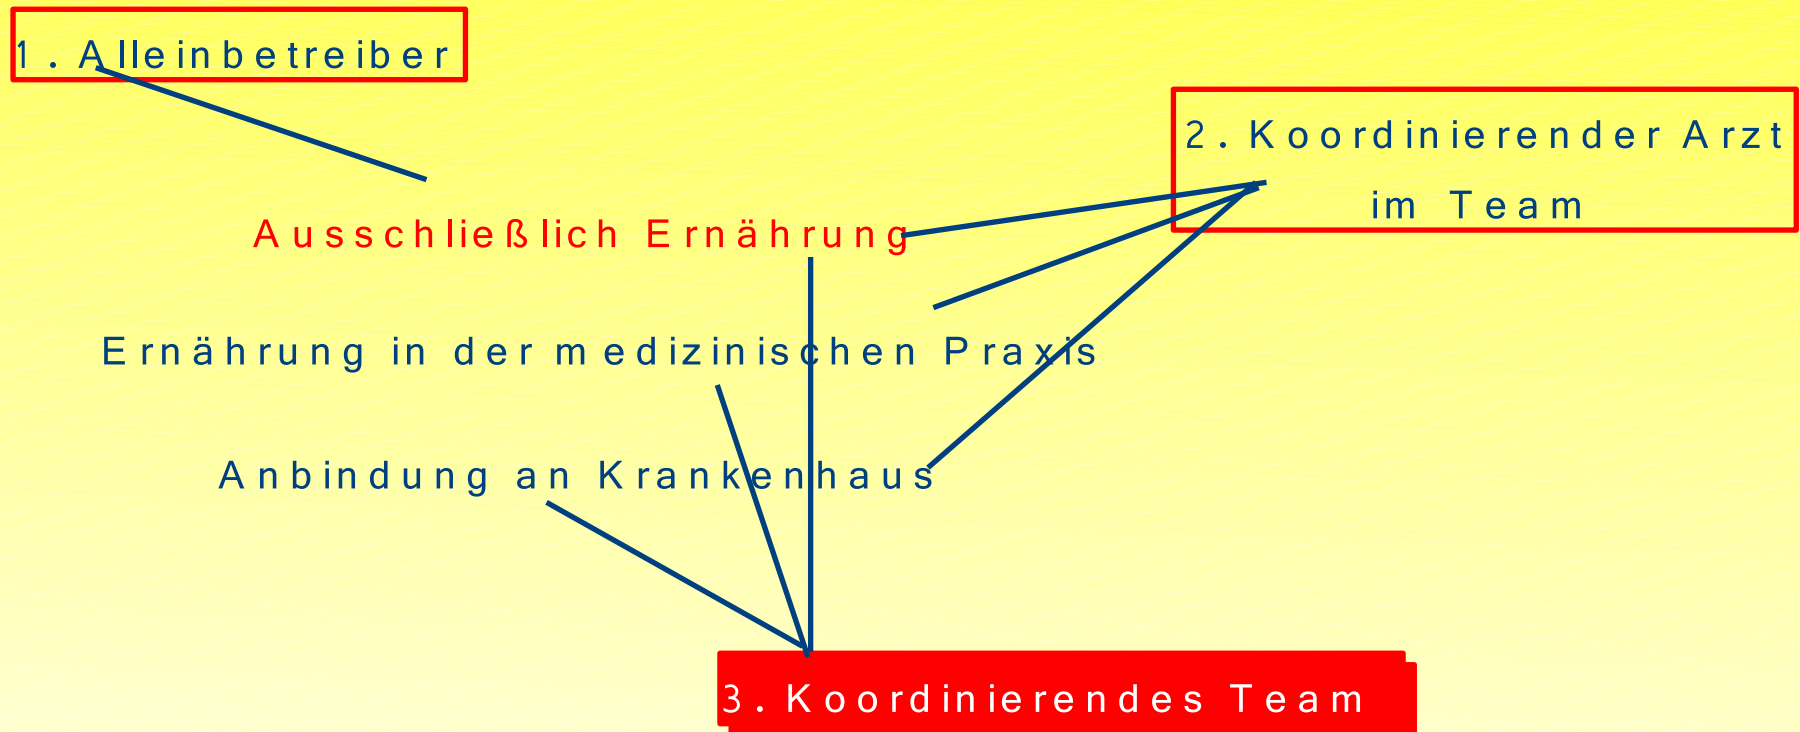 1. Alleinbetreiber
2. Koordinierender Arzt
im Team
Ausschließlich Ernährung
Ernährung in der medizinischen Praxis
Anbindung an Krankenhaus
3. Koordinierendes Team